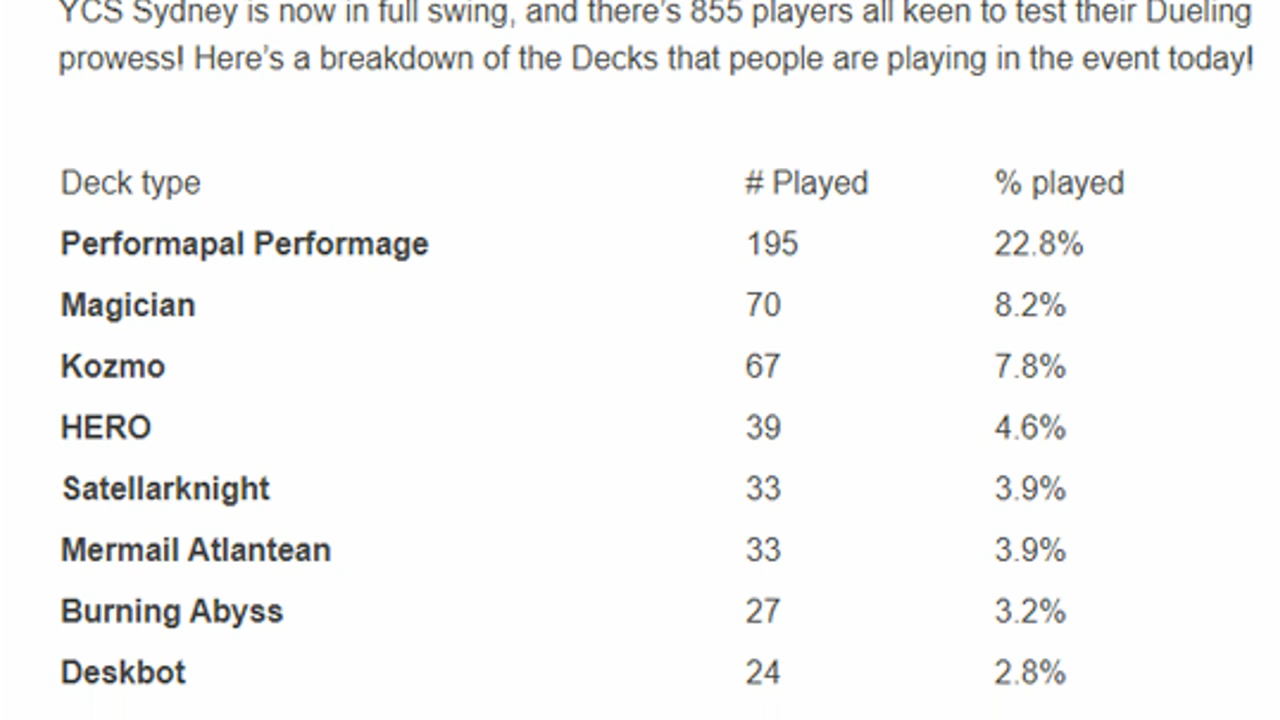 YCS Sydney is now in full swing, and there's 855 players all keen to test their Dueling
prowess! Here's a breakdown of the Decks that people are playing in the event today!
Deck type # Played % played
Performapal Performage 195 22.8%
Magician 70 8.2%
Kozmo 67 7.8%
HERO 39 4.6%
Satellarknight 33 3.9%
Mermail Atlantean 33 3.9%
Burning Abyss 27 3.2%
Deskbot 24 2.8%